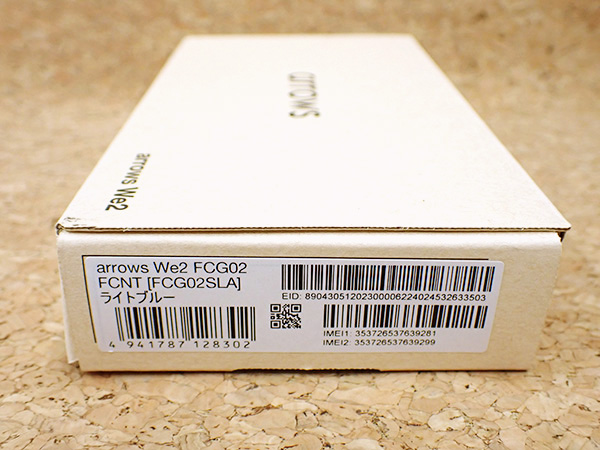 arrows
arrows We2
arrows We2 FCG02
FCNT [FCG02SLA]
ライトブルー
4 941787 128302
EID: 89043051202300006224024532633503
IMEI1: 353726537639281
IMEI2: 353726537639299